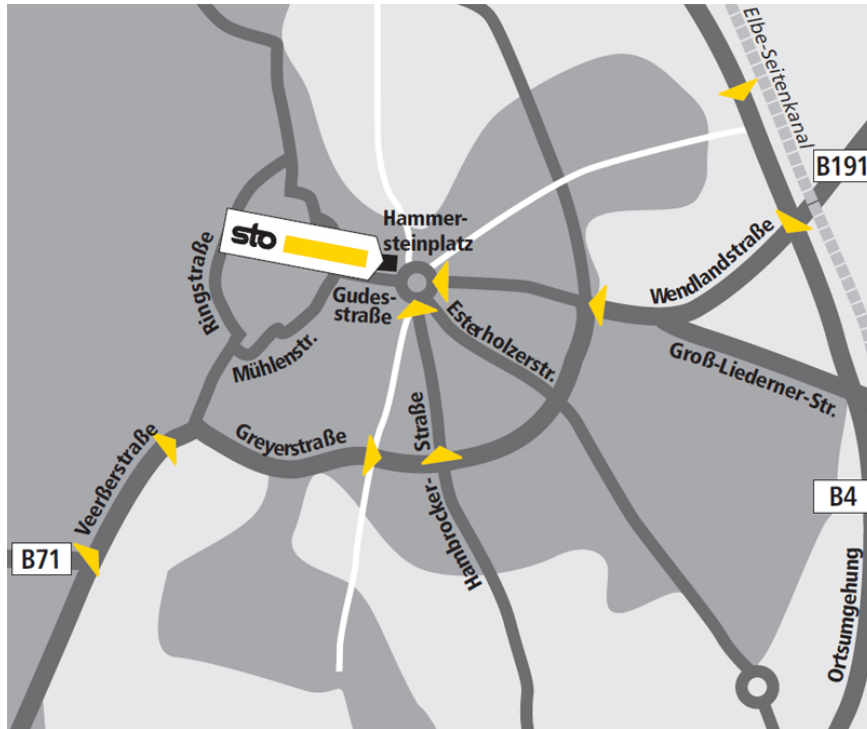 Elbe-Seitenkanal
B191
Hammer-
steinplatz
sto
Ringstraße
Gudes-
straße
Wendlandstraße
Esterholzerstr.
Mühlenstr.
Groß-Liederner-Str.
Greyerstraße
Hambrocker-
Straße
Veerßerstraße
B4
B71
Ortsumgehung